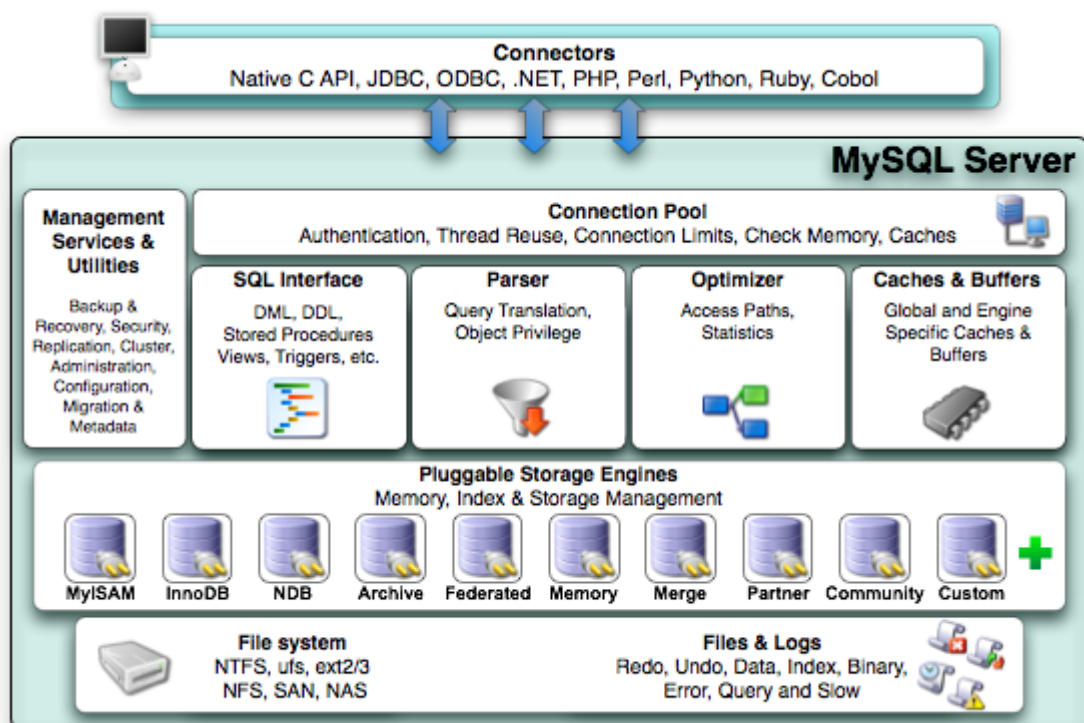 Connectors
Native C API, JDBC, ODBC, .NET, PHP, Perl, Python, Ruby, Cobol
MySQL Server
Management
Services &
Utilities
Backup &
Recovery, Security,
Replication, Cluster,
Administration,
Configuration,
Migration &
Metadata
Connection Pool
Authentication, Thread Reuse, Connection Limits, Check Memory, Caches
SQL Interface
DML, DDL,
Stored Procedures
Views, Triggers, etc.
Parser
Query Translation,
Object Privilege
Optimizer
Access Paths,
Statistics
Caches & Buffers
Global and Engine
Specific Caches &
Buffers
Pluggable Storage Engines
Memory, Index & Storage Management
MyISAM
InnoDB
NDB
Archive
Federated
Memory
Merge
Partner
Community
Custom
File system
NTFS, ufs, ext2/3
NFS, SAN, NAS
Files & Logs
Redo, Undo, Data, Index, Binary,
Error, Query and Slow